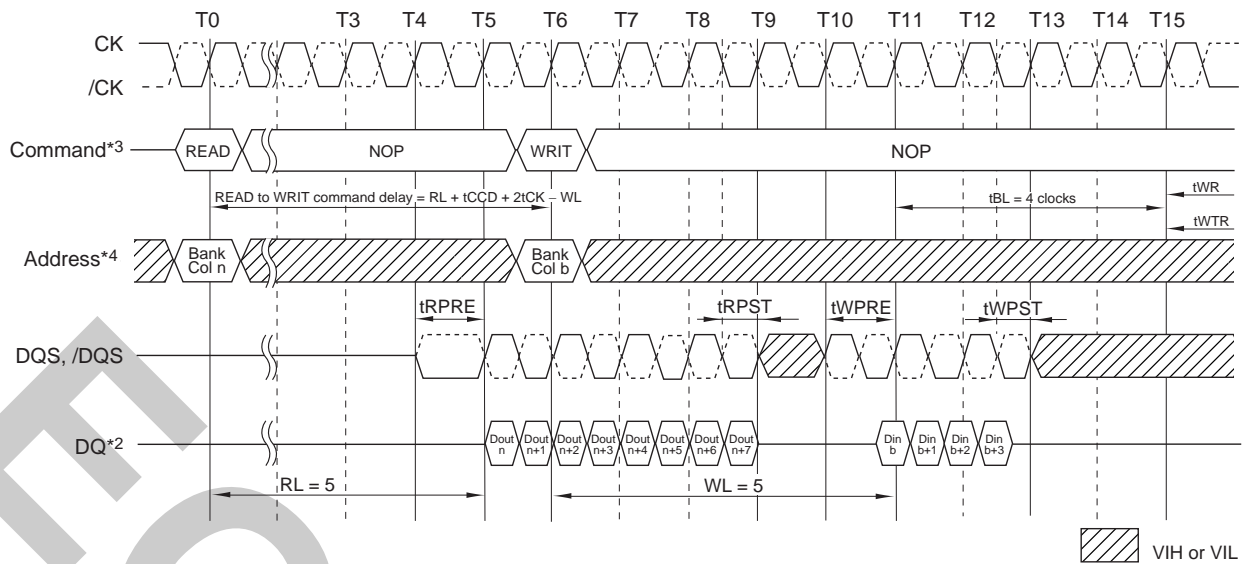 T0 T3 T4 T5 T6 T7 T8 T9 T10 T11 T12 T13 T14 T15
CK
/CK
Command*3 READ NOP WRIT NOP
READ to WRIT command delay = RL + tCCD + 2tCK − WL
tBL = 4 clocks
tWR
tWTR
Address*4
Bank
Col n
Bank
Col b
tRPRE tRPST tWPRE tWPST
DQS, /DQS
DQ*2
Dout
n
Dout
n+1
Dout
n+2
Dout
n+3
Dout
n+4
Dout
n+5
Dout
n+6
Dout
n+7
Din
b
Din
b+1
Din
b+2
Din
b+3
RL = 5 WL = 5
VIH or VIL